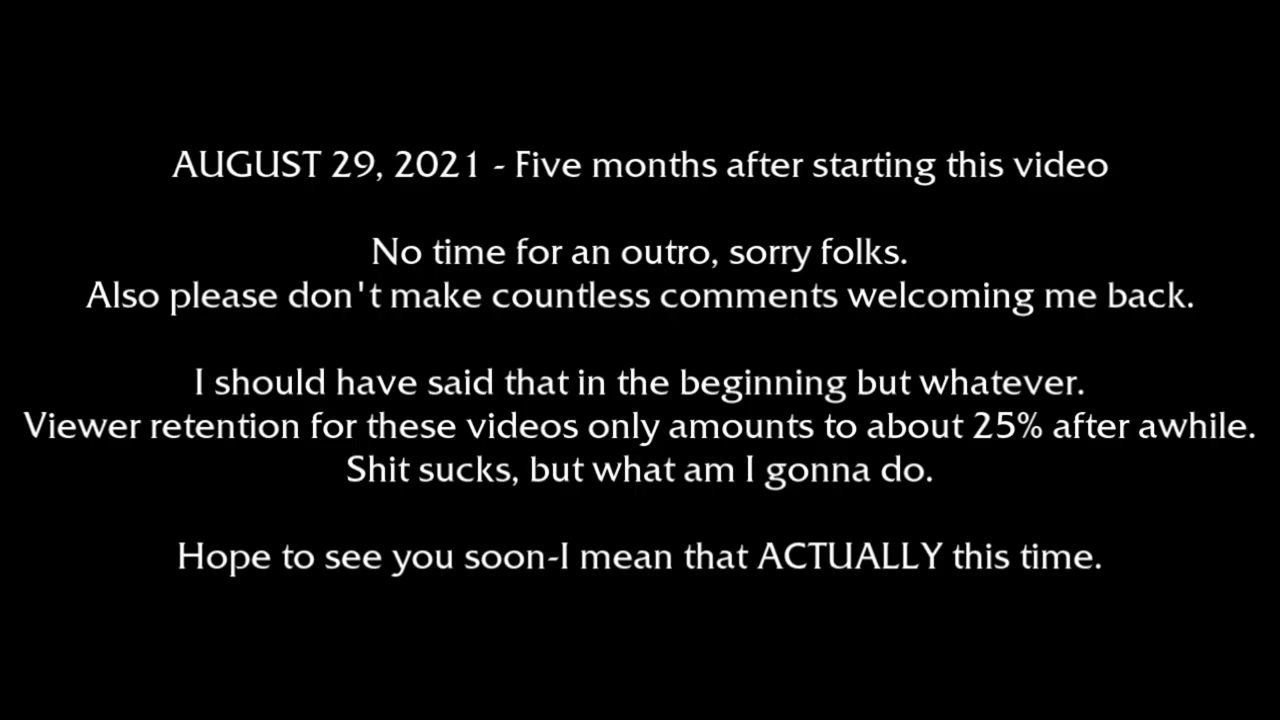 AUGUST 29, 2021 - Five months after starting this video
No time for an outro, sorry folks.
Also please don't make countless comments welcoming me back.
I should have said that in the beginning but whatever.
Viewer retention for these videos only amounts to about 25% after awhile.
Shit sucks, but what am I gonna do.
Hope to see you soon-I mean that ACTUALLY this time.